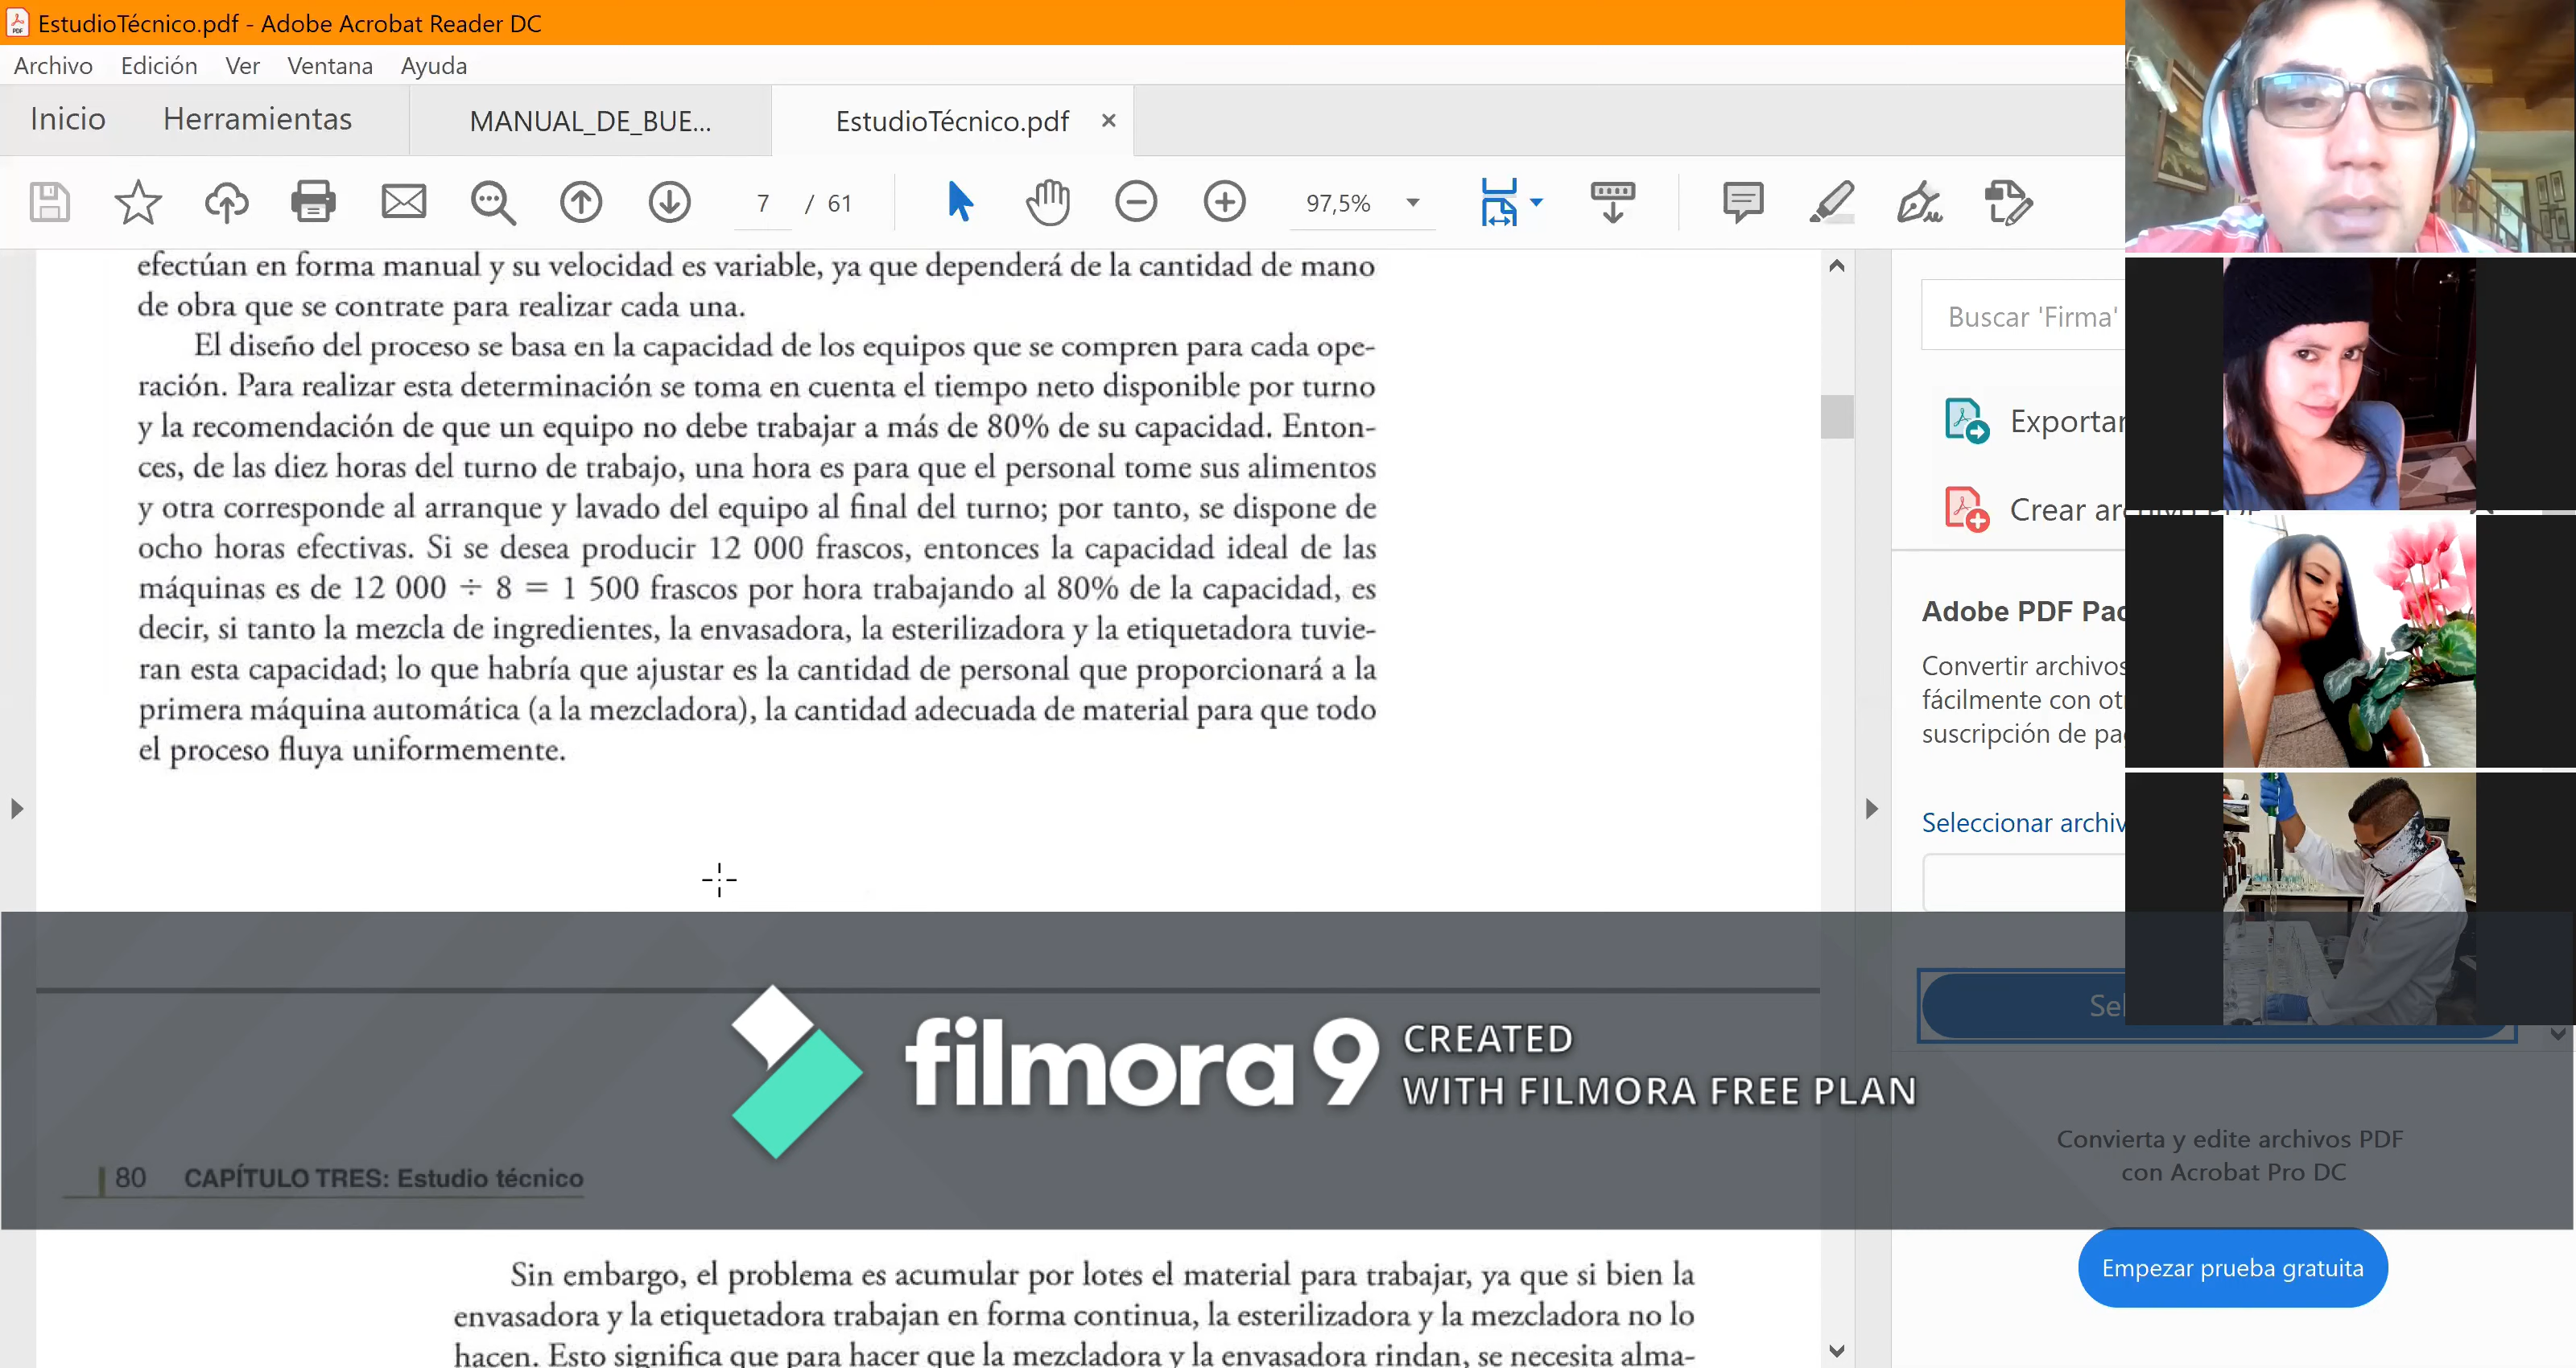 EstudioTécnico.pdf - Adobe Acrobat Reader DC
Archivo Edición Ver Ventana Ayuda
Inicio Herramientas MANUAL_DE_BUE... EstudioTécnico.pdf ×
7 / 61 97,5%
efectúan en forma manual y su velocidad es variable, ya que dependerá de la cantidad de mano
de obra que se contrate para realizar cada una.
El diseño del proceso se basa en la capacidad de los equipos que se compren para cada ope-
ración. Para realizar esta determinación se toma en cuenta el tiempo neto disponible por turno
y la recomendación de que un equipo no debe trabajar a más de 80% de su capacidad. Enton-
ces, de las diez horas del turno de trabajo, una hora es para que el personal tome sus alimentos
y otra corresponde al arranque y lavado del equipo al final del turno; por tanto, se dispone de
ocho horas efectivas. Si se desea producir 12 000 frascos, entonces la capacidad ideal de las
máquinas es de 12 000 ÷ 8 = 1 500 frascos por hora trabajando al 80% de la capacidad, es
decir, si tanto la mezcla de ingredientes, la envasadora, la esterilizadora y la etiquetadora tuvie-
ran esta capacidad; lo que habría que ajustar es la cantidad de personal que proporcionará a la
primera máquina automática (a la mezcladora), la cantidad adecuada de material para que todo
el proceso fluya uniformemente.
80 CAPÍTULO TRES: Estudio técnico
Sin embargo, el problema es acumular por lotes el material para trabajar, ya que si bien la
envasadora y la etiquetadora trabajan en forma continua, la esterilizadora y la mezcladora no lo
hacen. Esto significa que para hacer que la mezcladora y la envasadora rindan, se necesita alma-
Buscar 'Firma'
Exportar
Crear
Adobe PDF Pac
Convertir archivos
fácilmente con ot
suscripción de pa
Seleccionar archiv
Sel
Convierta y edite archivos PDF
con Acrobat Pro DC
Empezar prueba gratuita
filmora9 CREATED
WITH FILMORA FREE PLAN